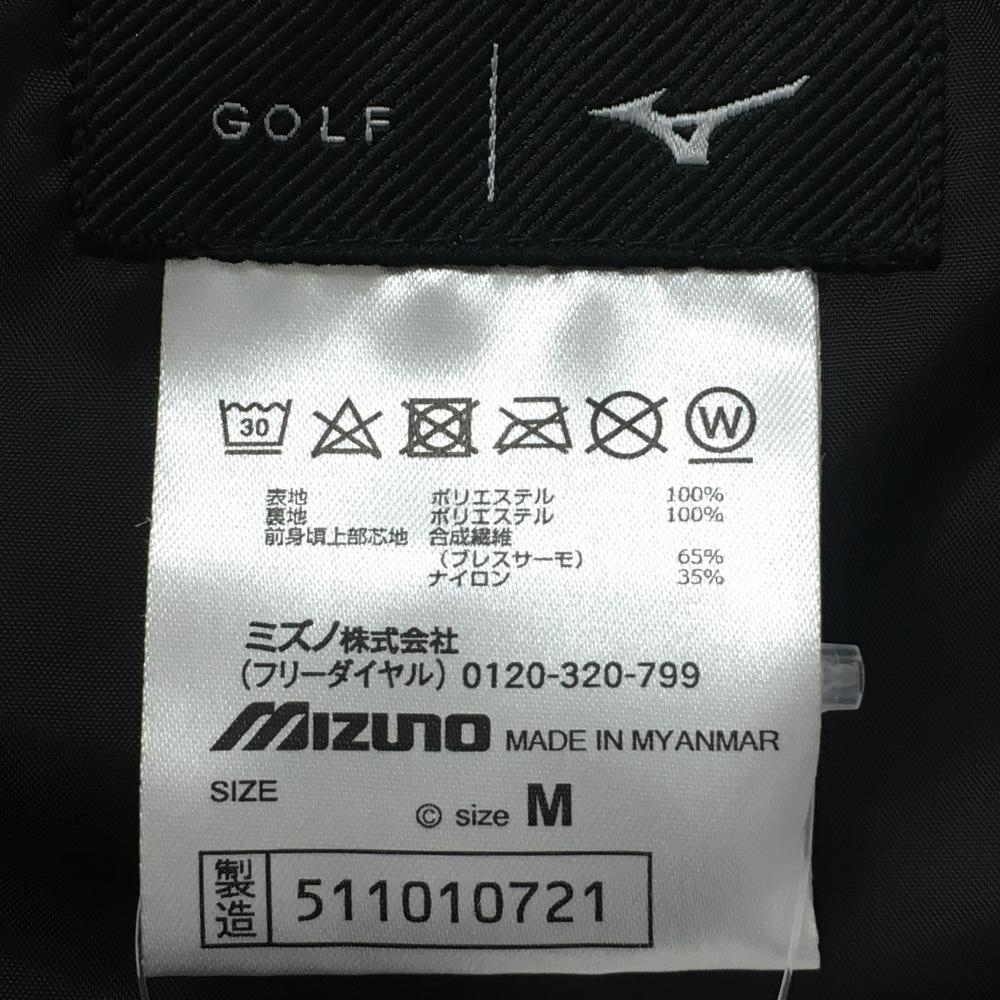 GOLF
30 W
表地 ポリエステル 100%
裏地 ポリエステル 100%
前身頃上部芯地 合成繊維
(ブレスサーモ) 65%
ナイロン 35%
ミズノ株式会社
(フリーダイヤル) 0120-320-799
MIZUNO MADE IN MYANMAR
SIZE
© size M
製造 511010721